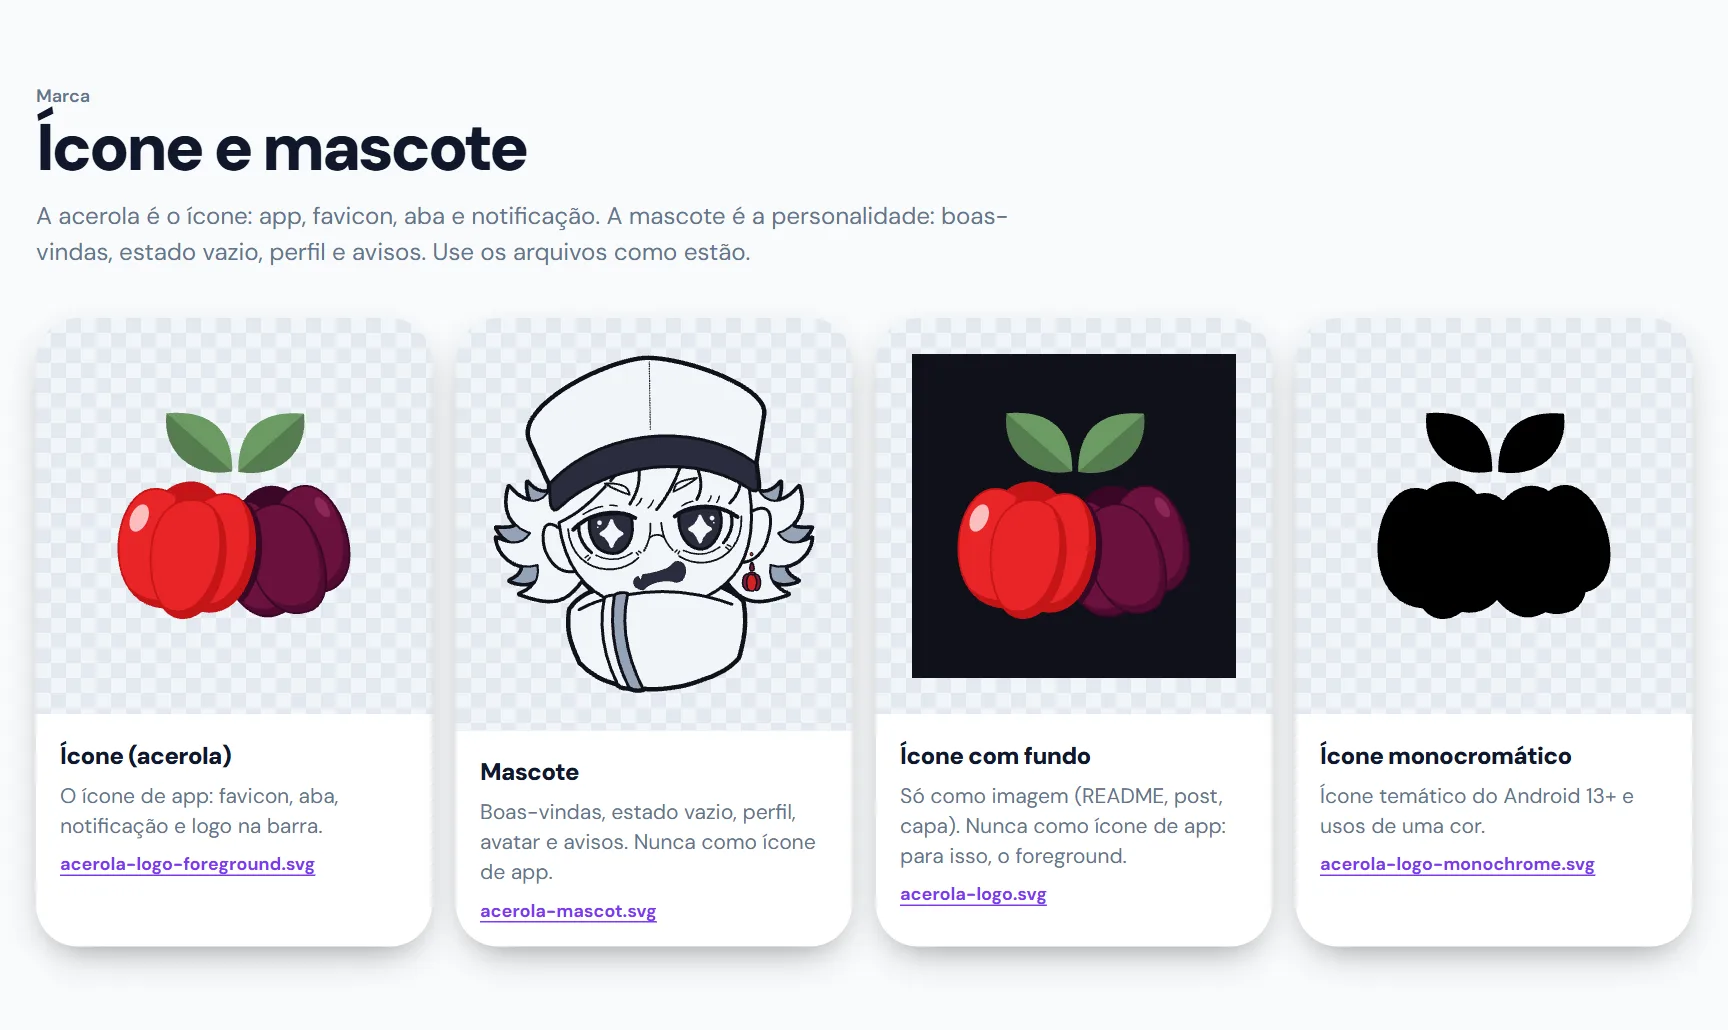 Marca
Ícone e mascote
A acerola é o ícone: app, favicon, aba e notificação. A mascote é a personalidade: boas-
vindas, estado vazio, perfil e avisos. Use os arquivos como estão.
Ícone (acerola)
O ícone de app: favicon, aba,
notificação e logo na barra.
acerola-logo-foreground.svg
Mascote
Boas-vindas, estado vazio, perfil,
avatar e avisos. Nunca como ícone
de app.
acerola-mascot.svg
Ícone com fundo
Só como imagem (README, post,
capa). Nunca como ícone de app:
para isso, o foreground.
acerola-logo.svg
Ícone monocromático
Ícone temático do Android 13+ e
usos de uma cor.
acerola-logo-monochrome.svg